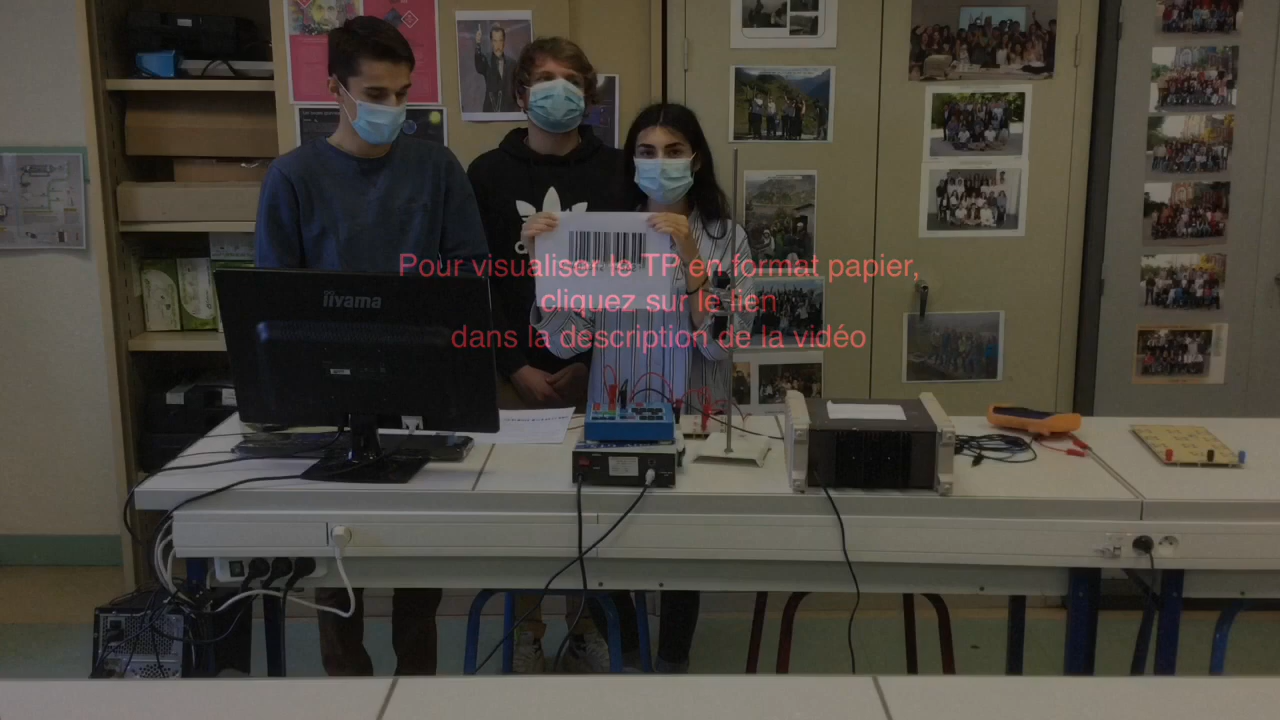 Pour visualiser le TP en format papier,
cliquez sur le lien
dans la description de la vidéo
iiyama